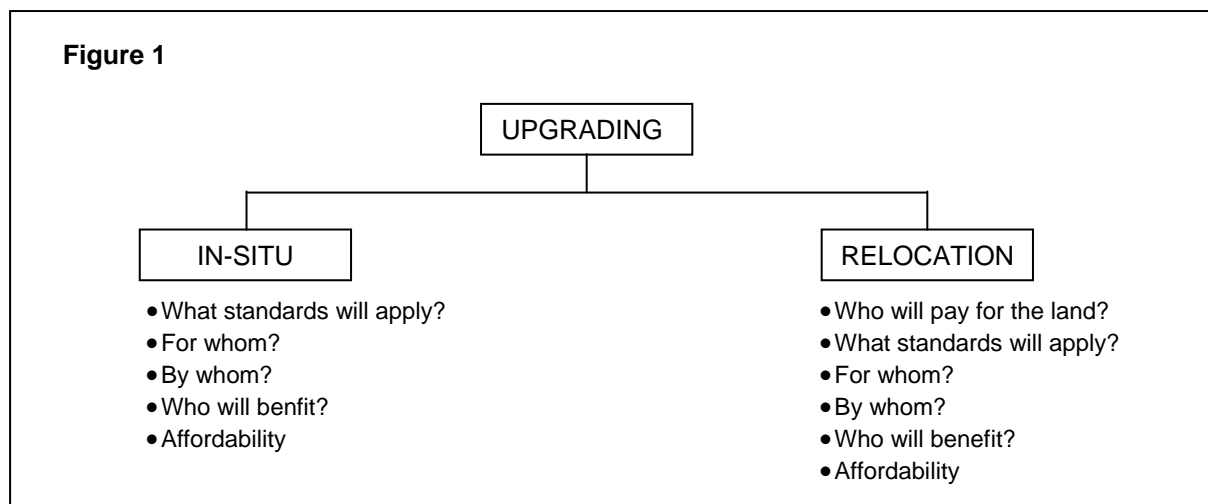 Figure 1
UPGRADING
IN-SITU
• What standards will apply?
• For whom?
• By whom?
• Who will benfit?
• Affordability
RELOCATION
• Who will pay for the land?
• What standards will apply?
• For whom?
• By whom?
• Who will benefit?
• Affordability